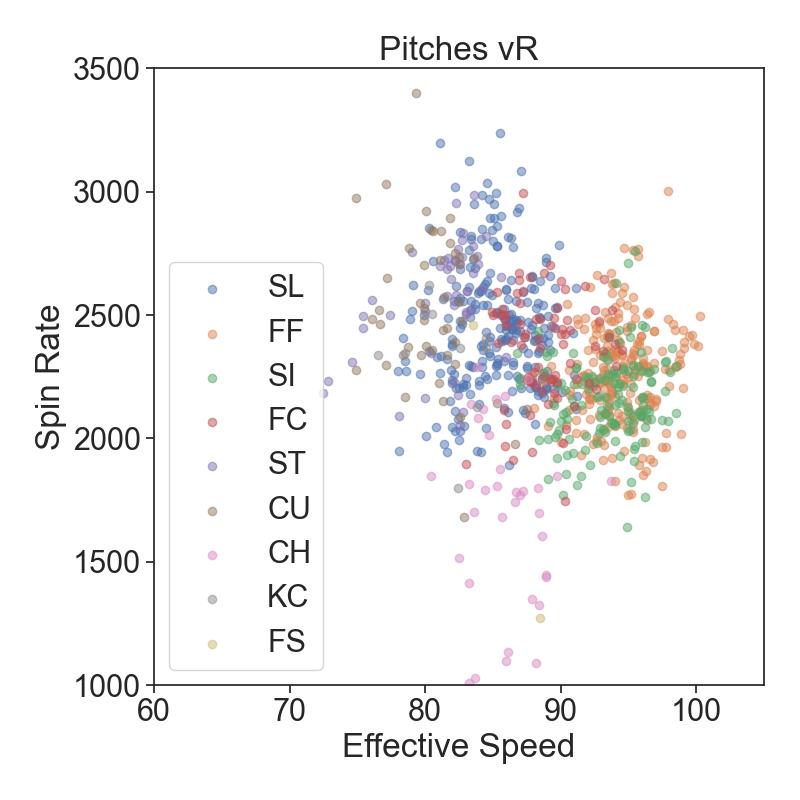 Pitches vR
3500
3000
2500
2000
1500
1000
Spin Rate
SL
FF
SI
FC
ST
CU
CH
KC
FS
60 70 80 90 100
Effective Speed